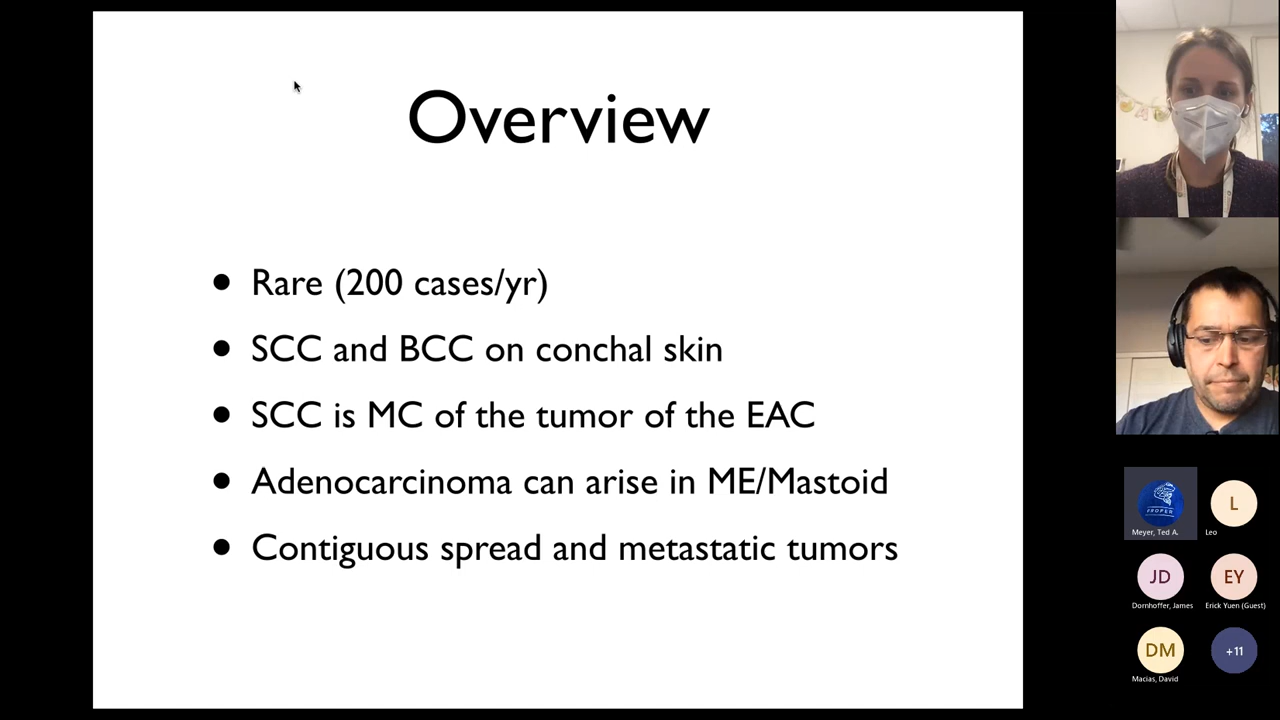 Overview
• Rare (200 cases/yr)
• SCC and BCC on conchal skin
• SCC is MC of the tumor of the EAC
• Adenocarcinoma can arise in ME/Mastoid
• Contiguous spread and metastatic tumors
PROPER
L
Meyer, Ted A.
Leo
JD
EY
Dornhoffer, James
Erick Yuen (Guest)
DM
+11
Macias, David